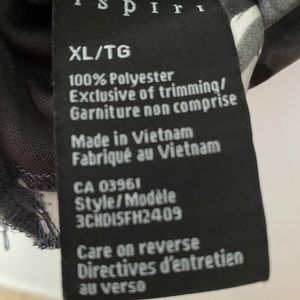 XL/TG
100% Polyester
Exclusive of trimming/
Garniture non comprise
Made in Vietnam
Fabriqué au Vietnam
CA 03961
Style/Modèle
3CHD15FH2409
Care on reverse
Directives d'entretien
au verso